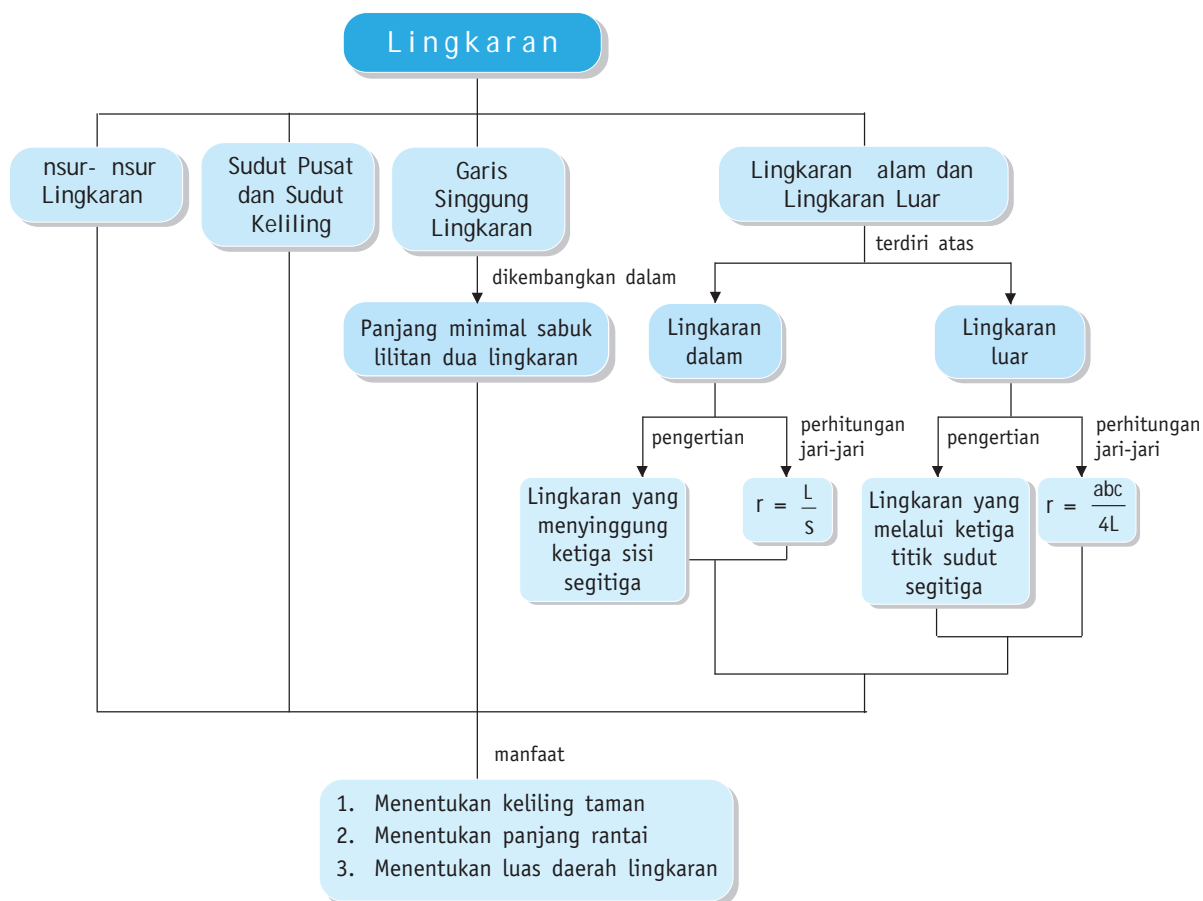 Lingkaran
nsur- nsur
Lingkaran
Sudut Pusat
dan Sudut
Keliling
Garis
Singgung
Lingkaran
Lingkaran alam dan
Lingkaran Luar
terdiri atas
dikembangkan dalam
Panjang minimal sabuk
lilitan dua lingkaran
Lingkaran
dalam
Lingkaran
luar
pengertian
perhitungan
jari-jari
pengertian
perhitungan
jari-jari
Lingkaran yang
menyinggung
ketiga sisi
segitiga
r = L/s
Lingkaran yang
melalui ketiga
titik sudut
segitiga
r = abc/4L
manfaat
1. Menentukan keliling taman
2. Menentukan panjang rantai
3. Menentukan luas daerah lingkaran